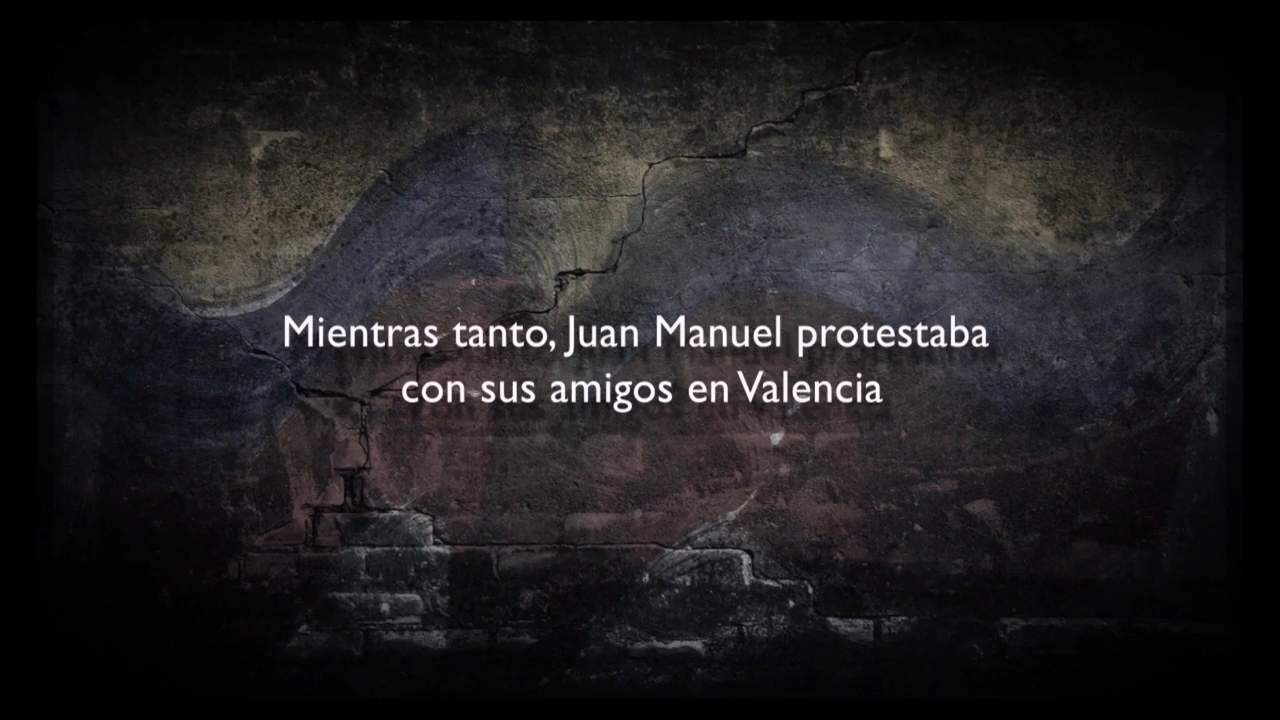 Mientras tanto, Juan Manuel protestaba
con sus amigos en Valencia